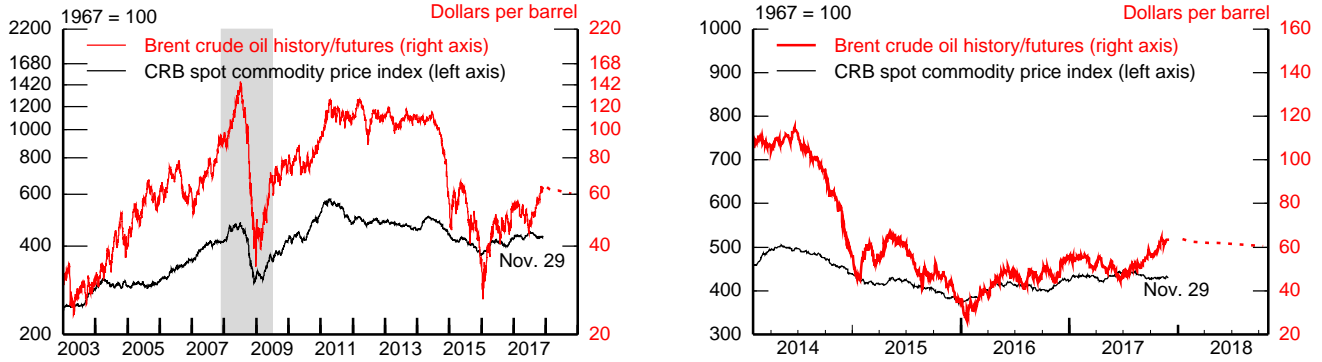 1967 = 100
Dollars per barrel
Brent crude oil history/futures (right axis)
CRB spot commodity price index (left axis)
2200
1680
1420
1200
1000
800
600
400
200
220
168
142
120
100
80
60
40
20
Nov. 29
2003 2005 2007 2009 2011 2013 2015 2017
1967 = 100
Dollars per barrel
Brent crude oil history/futures (right axis)
CRB spot commodity price index (left axis)
1000
900
800
700
600
500
400
300
160
140
120
100
80
60
40
20
Nov. 29
2014 2015 2016 2017 2018